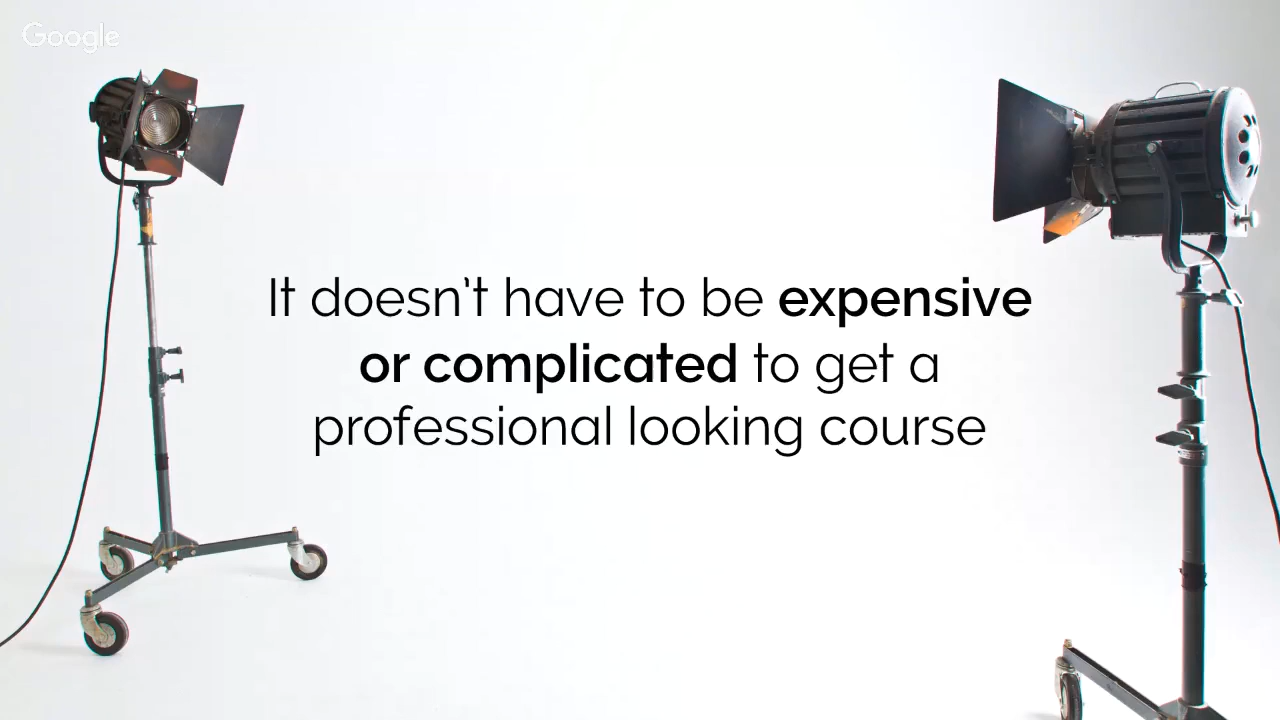 Google
It doesn't have to be expensive
or complicated to get a
professional looking course